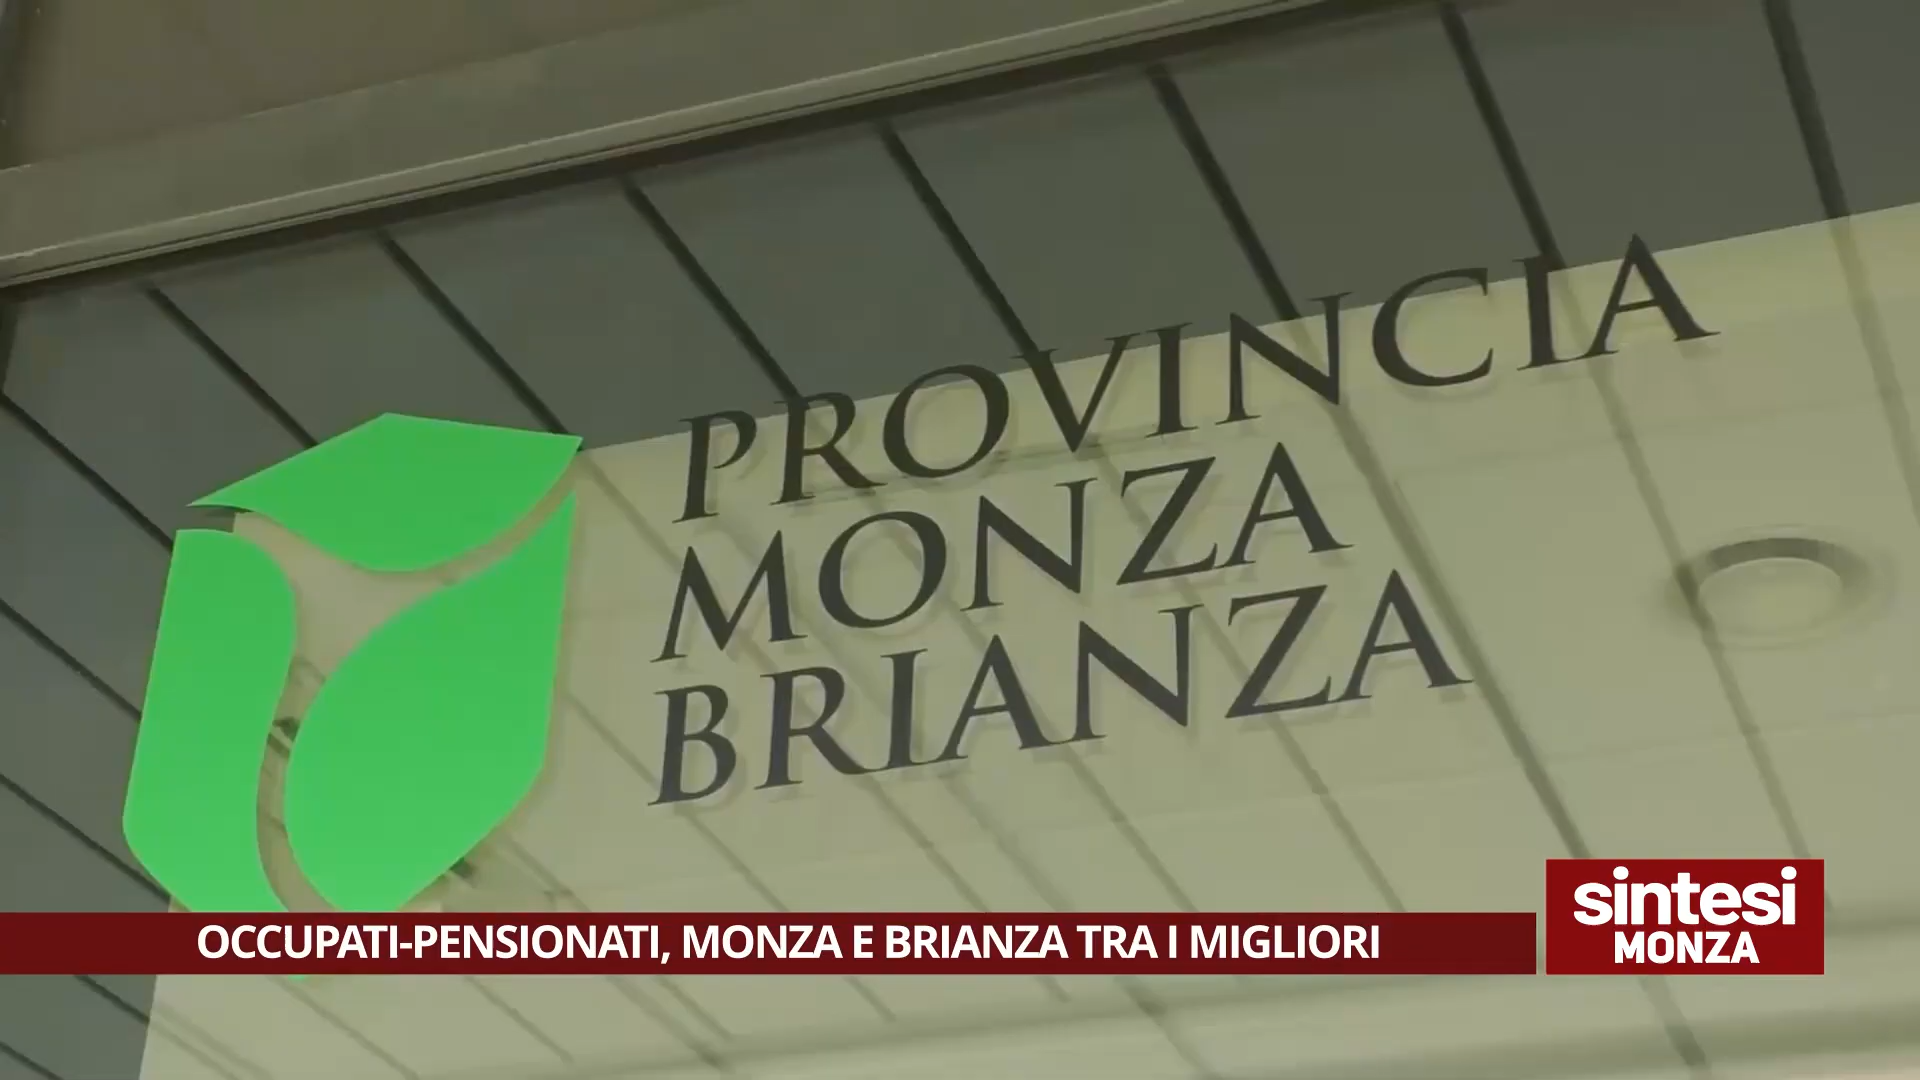 PROVINCIA
MONZA
BRIANZA
OCCUPATI-PENSIONATI, MONZA E BRIANZA TRA I MIGLIORI
sintesi
MONZA